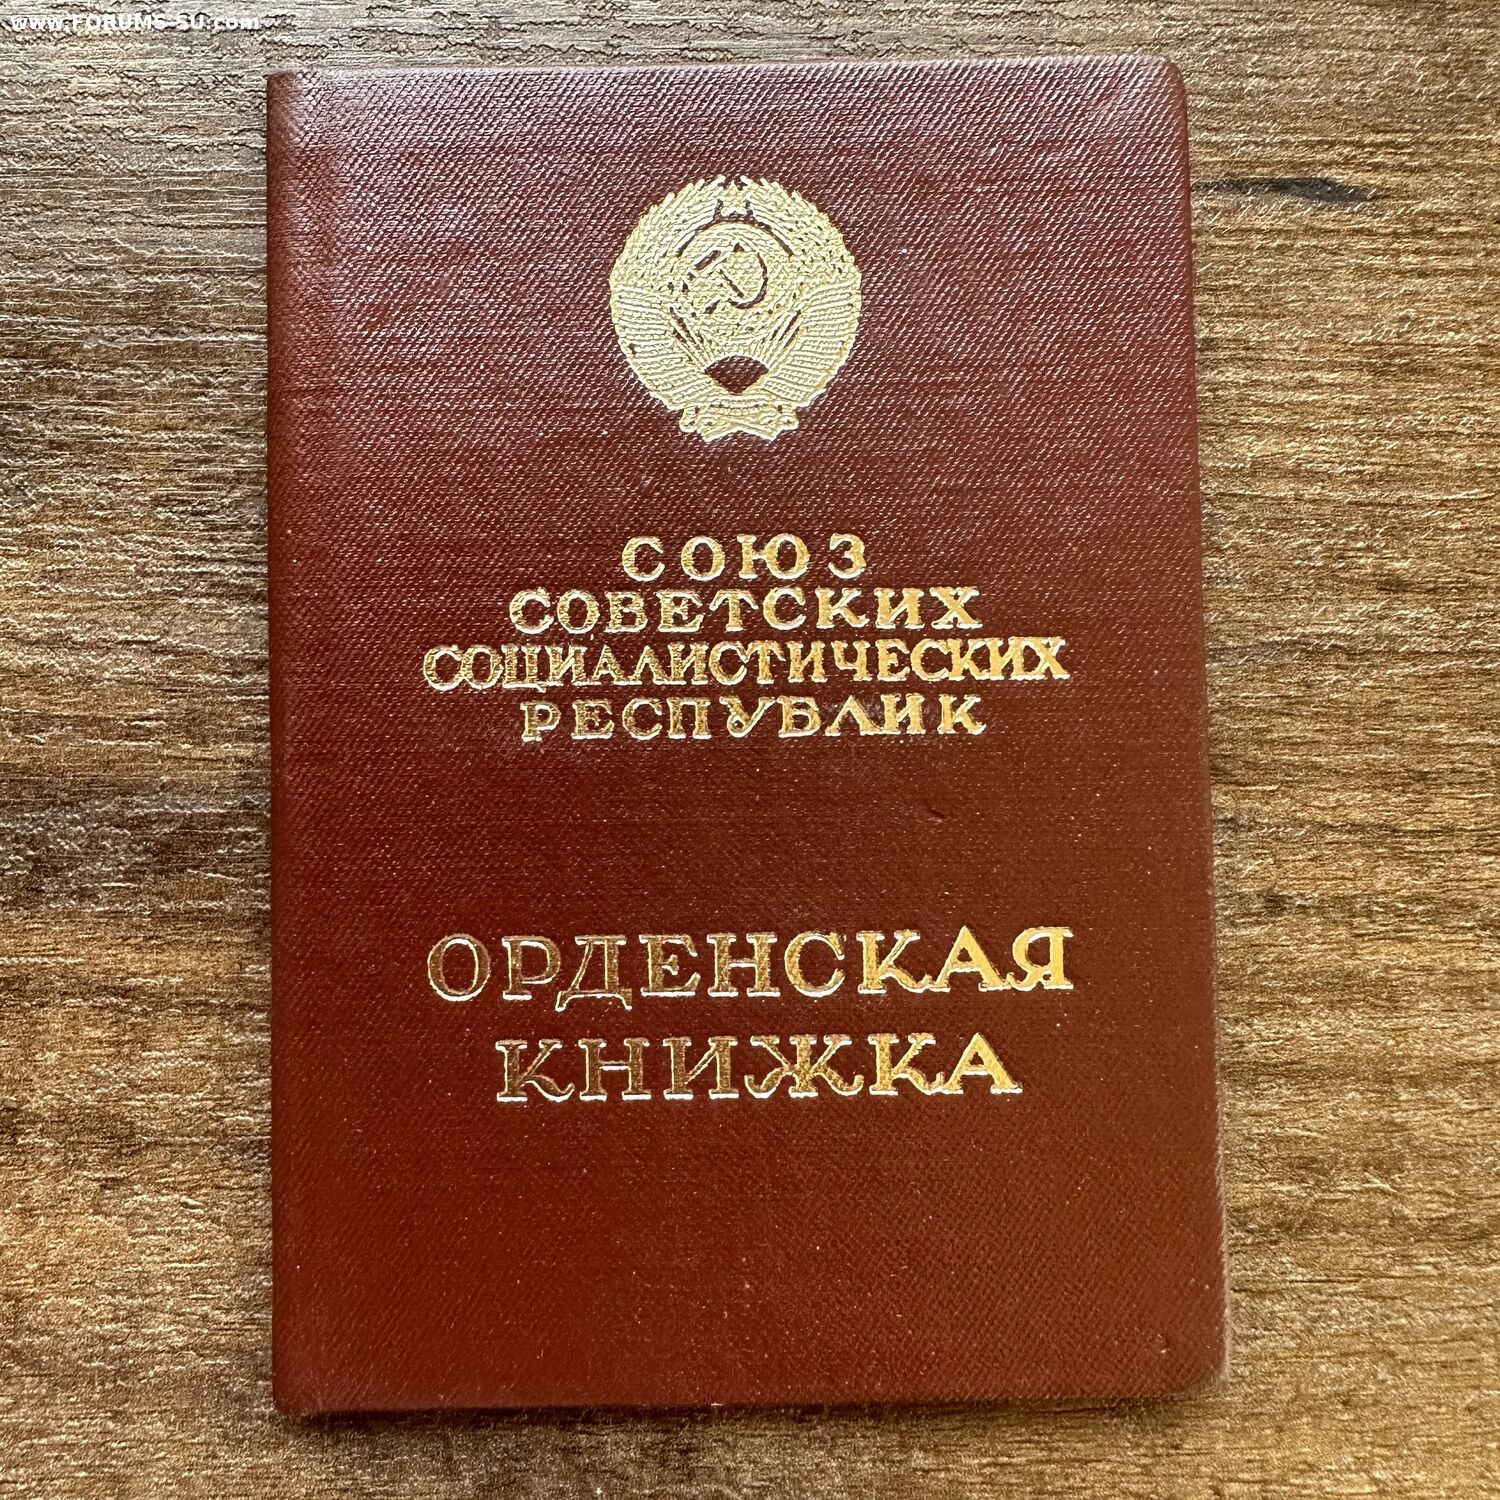 www.FORUMS-SU.com
СОЮЗ
СОВЕТСКИХ
СОЦИАЛИСТИЧЕСКИХ
РЕСПУБЛИК
ОРДЕНСКАЯ
КНИЖКА